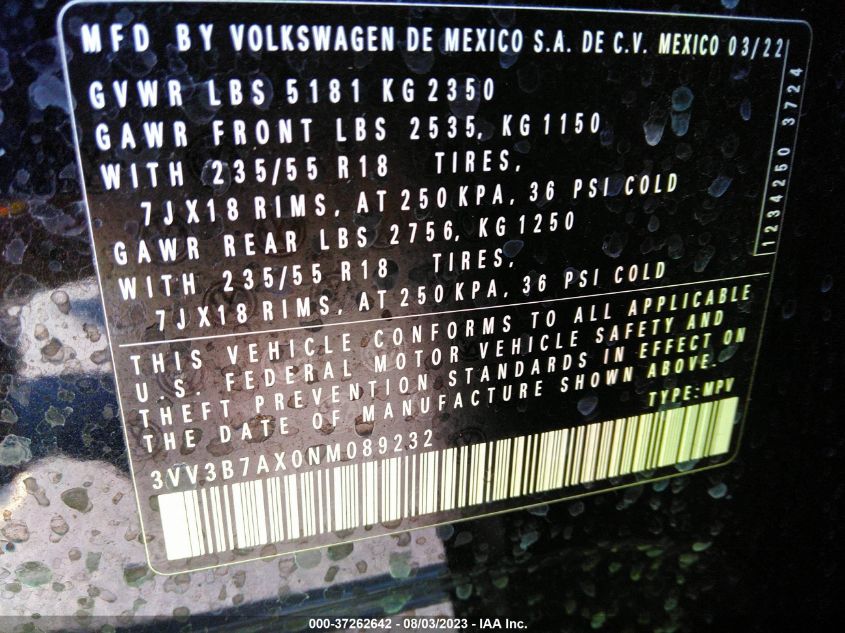 MFD BY VOLKSWAGEN DE MEXICO S.A. DE C.V. MEXICO 03/22
GVWR LBS 5181 KG 2350
GAWR FRONT LBS 2535, KG 1150
WITH 235/55 R18 TIRES,
7JX18 RIMS, AT 250 KPA, 36 PSI COLD
GAWR REAR LBS 2756, KG 1250
WITH 235/55 R18 TIRES,
7JX18 RIMS, AT 250 KPA, 36 PSI COLD
1234250 3724
THIS VEHICLE CONFORMS TO ALL APPLICABLE
U.S. FEDERAL MOTOR VEHICLE SAFETY AND
THEFT PREVENTION STANDARDS IN EFFECT ON
THE DATE OF MANUFACTURE SHOWN ABOVE.
TYPE: MPV
3VV3B7AX0NM089232
000-37262642 - 08/03/2023 - IAA Inc.